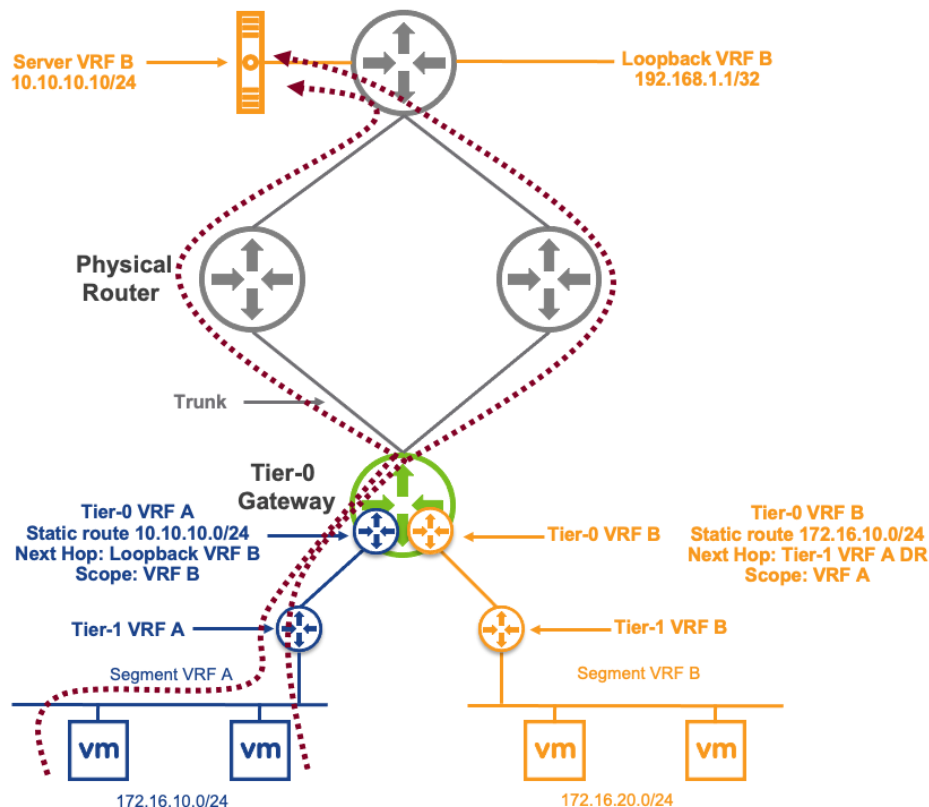 Server VRF B
10.10.10.10/24
Loopback VRF B
192.168.1.1/32
Physical
Router
Trunk
Tier-0
Gateway
Tier-0 VRF A
Static route 10.10.10.0/24
Next Hop: Loopback VRF B
Scope: VRF B
Tier-0 VRF B
Tier-0 VRF B
Static route 172.16.10.0/24
Next Hop: Tier-1 VRF A DR
Scope: VRF A
Tier-1 VRF A
Tier-1 VRF B
Segment VRF A
Segment VRF B
vm
vm
vm
vm
172.16.10.0/24
172.16.20.0/24